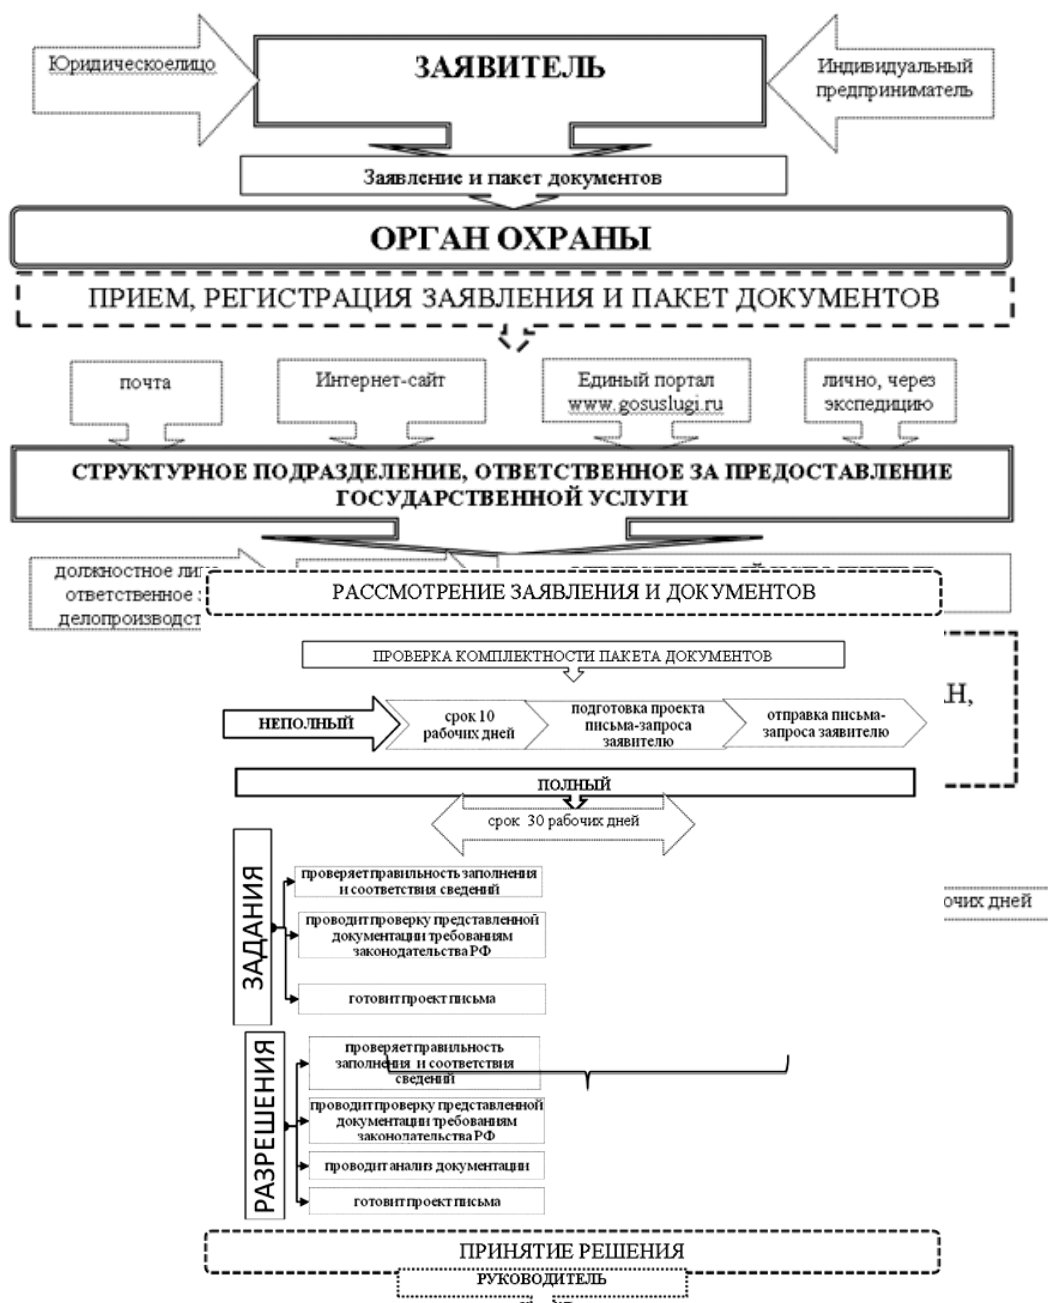 ЗАЯВИТЕЛЬ
Юридическоелицо
Индивидуальный
предприниматель
Заявление и пакет документов
ОРГАН ОХРАНЫ
ПРИЕМ, РЕГИСТРАЦИЯ ЗАЯВЛЕНИЯ И ПАКЕТ ДОКУМЕНТОВ
почта
Интернет-сайт
Единый портал
www.gosuslugi.ru
лично, через
экспедицию
СТРУКТУРНОЕ ПОДРАЗДЕЛЕНИЕ, ОТВЕТСТВЕННОЕ ЗА ПРЕДОСТАВЛЕНИЕ
ГОСУДАРСТВЕННОЙ УСЛУГИ
должностное
ответственное
РАССМОТРЕНИЕ ЗАЯВЛЕНИЯ И ДОКУМЕНТОВ
ПРОВЕРКА КОМПЛЕКТНОСТИ ПАКЕТА ДОКУМЕНТОВ
НЕПОЛНЫЙ
срок 10
рабочих дней
подготовка проекта
письма-запроса
заявителю
отправка письма-
запроса заявителю
ПОЛНЫЙ
срок 30 рабочих дней
ЗАДАНИЯ
проверяет правильность заполнения
и соответствия сведений
проводит проверку представленной
документации требованиям
законодательства РФ
готовит проект письма
дней
РАЗРЕШЕНИЯ
проверяет правильность
заполнения и соответствия
сведений
проводит проверку представленной
документации требованиям
законодательства РФ
проводит анализ документации
готовит проект письма
ПРИНЯТИЕ РЕШЕНИЯ
РУКОВОДИТЕЛЬ